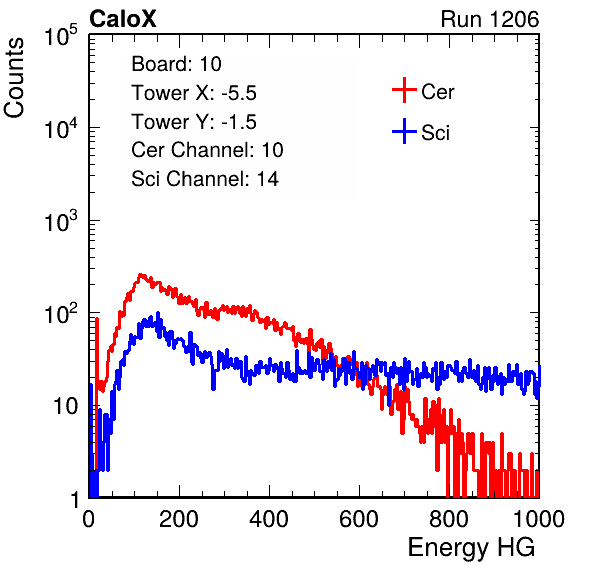 CaloX Run 1206
Counts
10^5
10^4
10^3
10^2
10
1
Board: 10
Tower X: -5.5
Tower Y: -1.5
Cer Channel: 10
Sci Channel: 14
Cer
Sci
0 200 400 600 800 1000
Energy HG